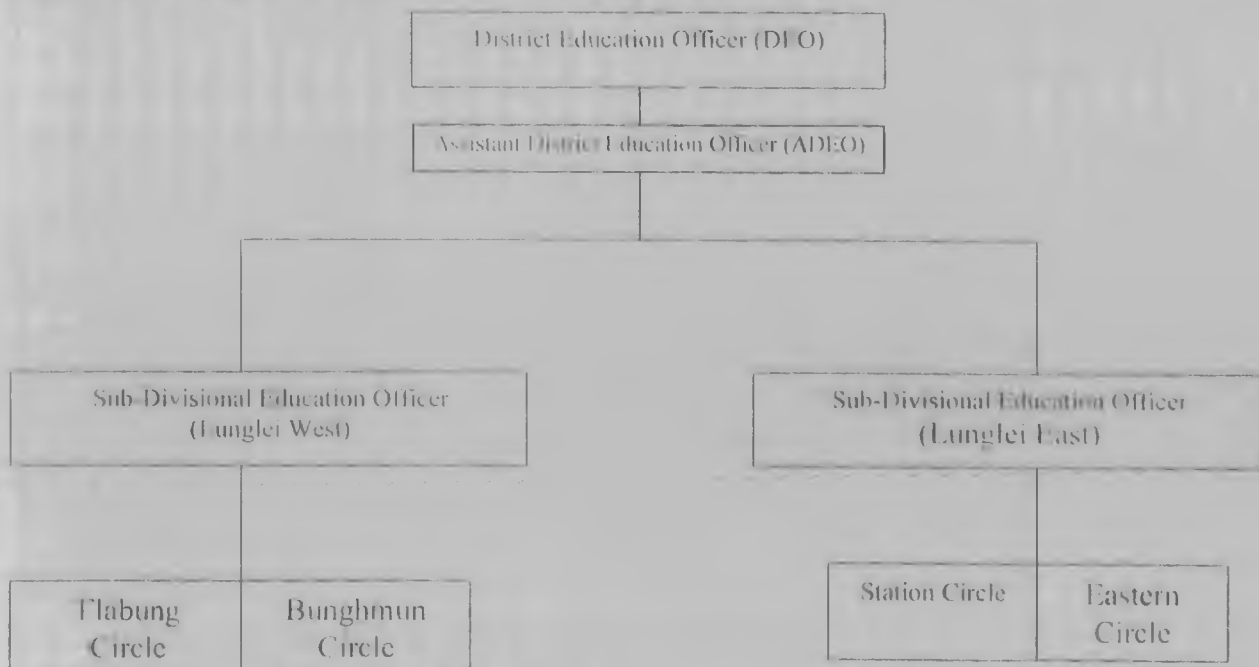 District Education Officer (DEO)
Assistant District Education Officer (ADEO)
Sub-Divisional Education Officer
(Lunglei West)
Sub-Divisional Education Officer
(Lunglei East)
Tlabung
Circle
Bunghmun
Circle
Station Circle
Eastern
Circle